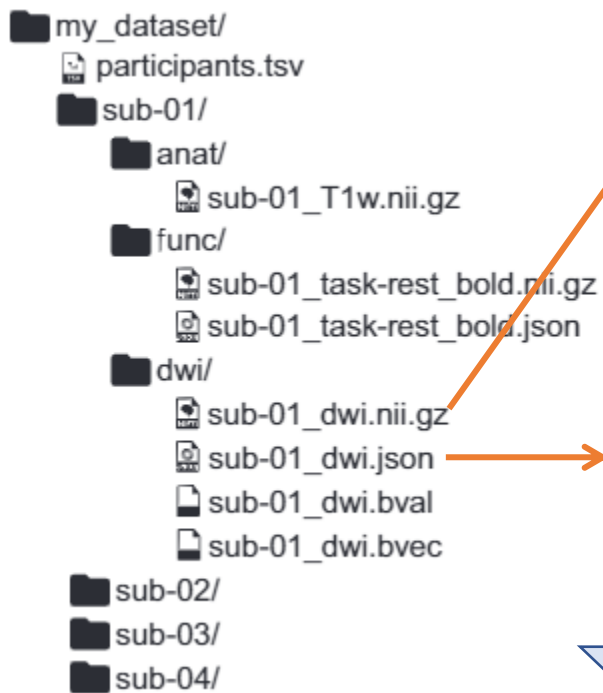 my_dataset/
participants.tsv
sub-01/
anat/
sub-01_T1w.nii.gz
func/
sub-01_task-rest_bold.nii.gz
sub-01_task-rest_bold.json
dwi/
sub-01_dwi.nii.gz
sub-01_dwi.json
sub-01_dwi.bval
sub-01_dwi.bvec
sub-02/
sub-03/
sub-04/